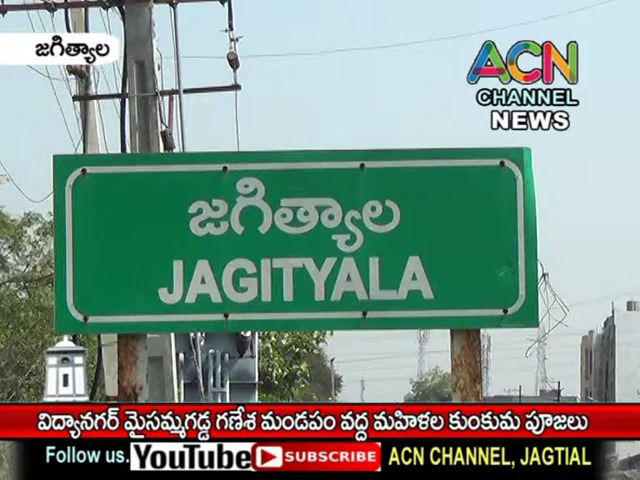 జగిత్యాల
ACN
CHANNEL
NEWS
జగిత్యాల
JAGITYALA
విద్యానగర్ మైసమ్మగడ్డ గణేశ మండపం వద్ద మహిళల కుంకుమ పూజలు
Follow us. YouTube SUBSCRIBE ACN CHANNEL, JAGTIAL